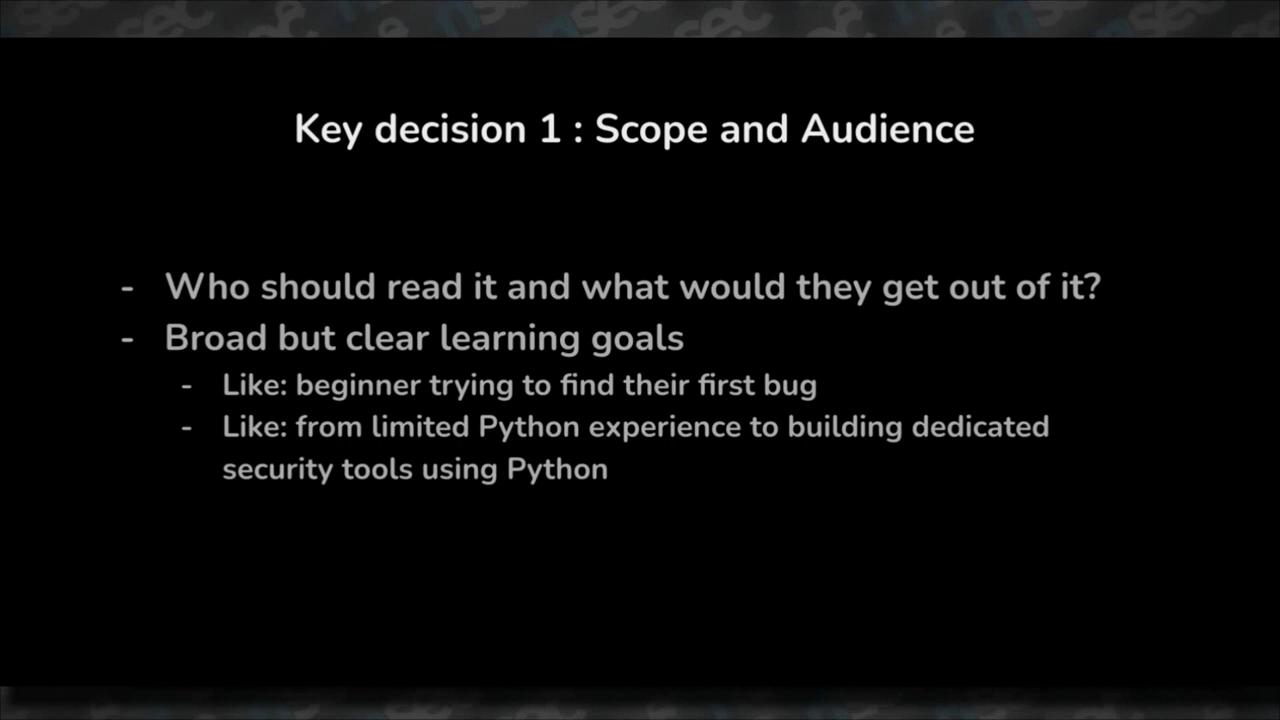 Key decision 1 : Scope and Audience
- Who should read it and what would they get out of it?
- Broad but clear learning goals
- Like: beginner trying to find their first bug
- Like: from limited Python experience to building dedicated
security tools using Python